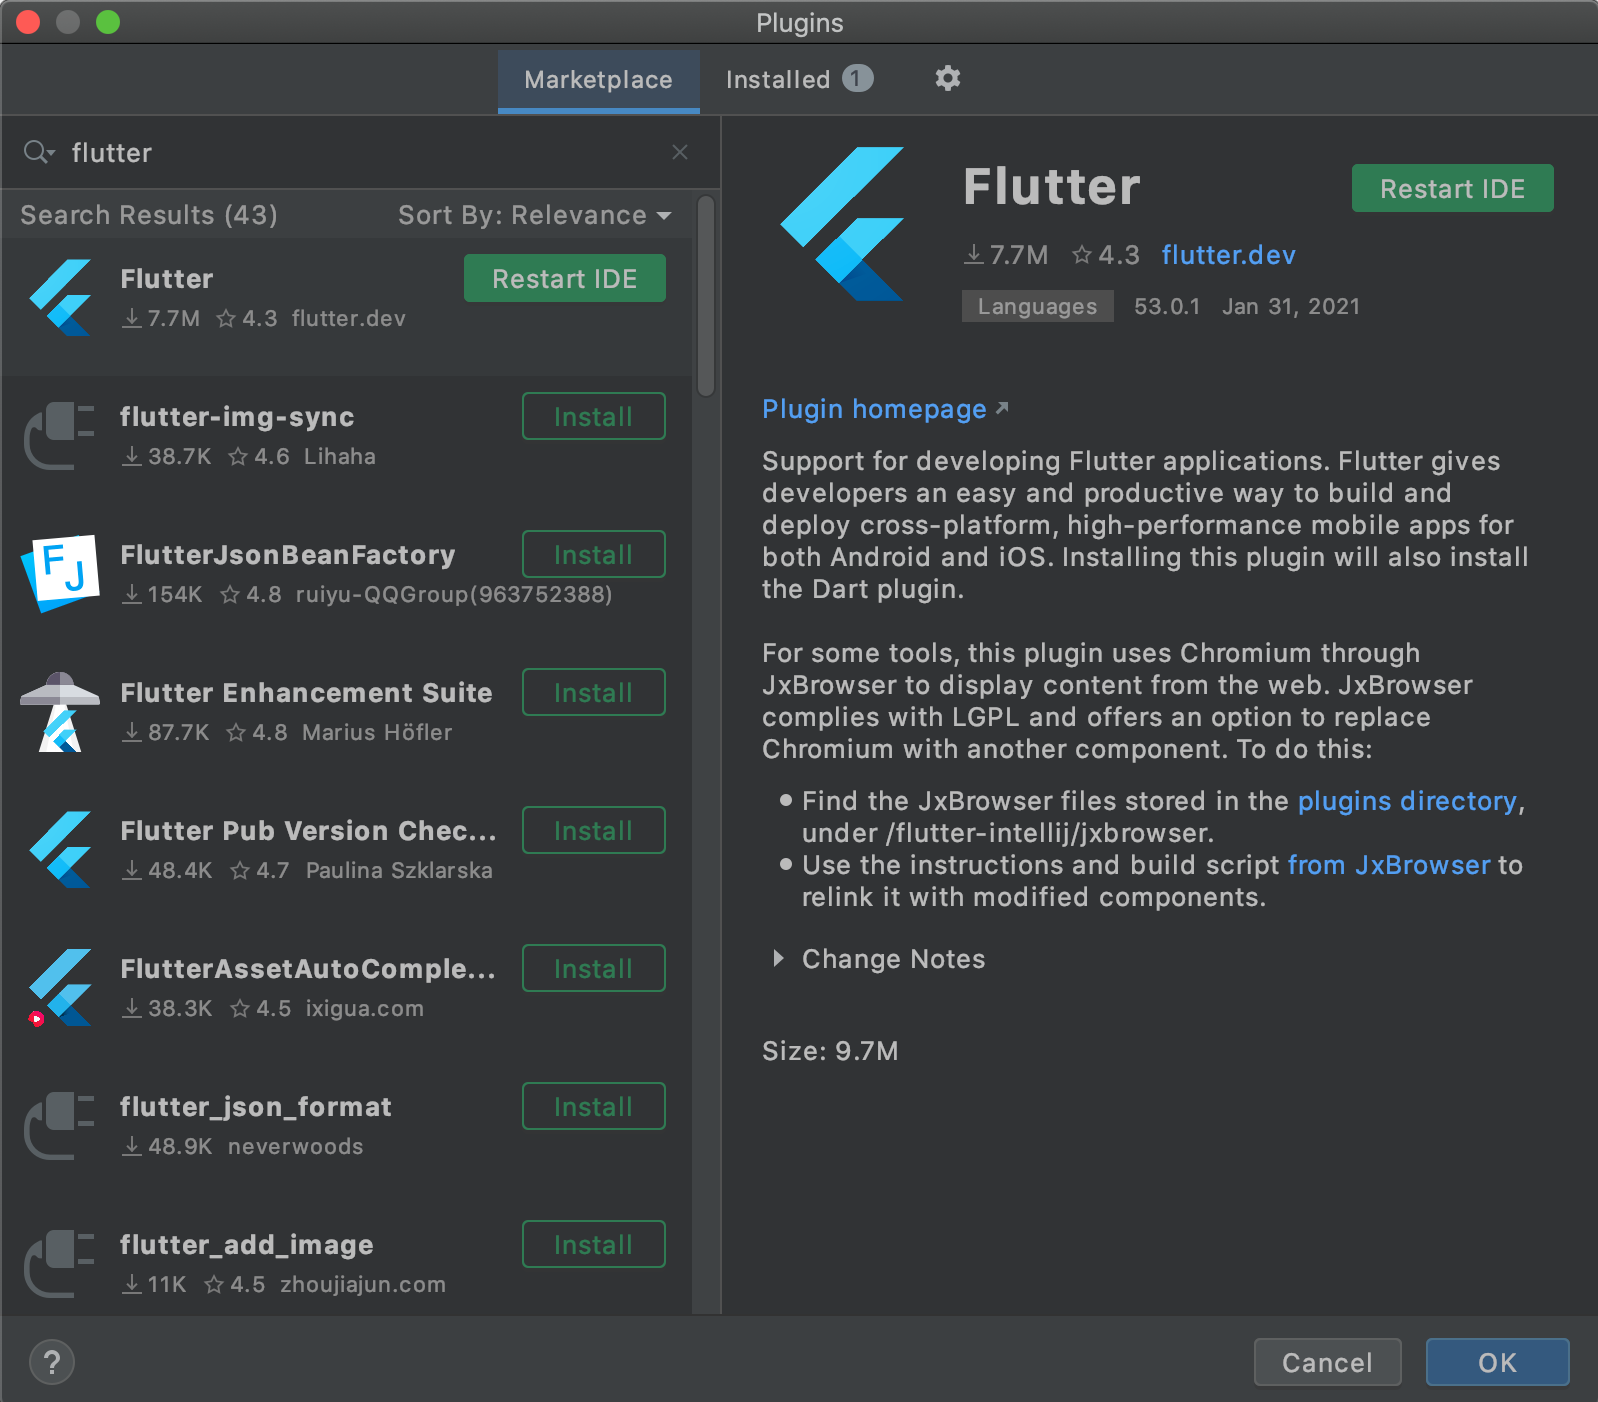 Plugins
Marketplace
Installed 1
flutter
Search Results (43)
Sort By: Relevance
Flutter
Restart IDE
7.7M 4.3 flutter.dev
flutter-img-sync
Install
38.7K 4.6 Lihaha
FlutterJsonBeanFactory
Install
154K 4.8 ruiyu-QQGroup(963752388)
Flutter Enhancement Suite
Install
87.7K 4.8 Marius Höfler
Flutter Pub Version Chec...
Install
48.4K 4.7 Paulina Szklarska
FlutterAssetAutoComple...
Install
38.3K 4.5 ixigua.com
flutter_json_format
Install
48.9K neverwoods
flutter_add_image
Install
11K 4.5 zhoujiajun.com
Flutter
Restart IDE
7.7M 4.3 flutter.dev
Languages 53.0.1 Jan 31, 2021
Plugin homepage
Support for developing Flutter applications. Flutter gives
developers an easy and productive way to build and
deploy cross-platform, high-performance mobile apps for
both Android and iOS. Installing this plugin will also install
the Dart plugin.
For some tools, this plugin uses Chromium through
JxBrowser to display content from the web. JxBrowser
complies with LGPL and offers an option to replace
Chromium with another component. To do this:
Find the JxBrowser files stored in the plugins directory,
under /flutter-intellij/jxbrowser.
Use the instructions and build script from JxBrowser to
relink it with modified components.
Change Notes
Size: 9.7M
?
Cancel
OK